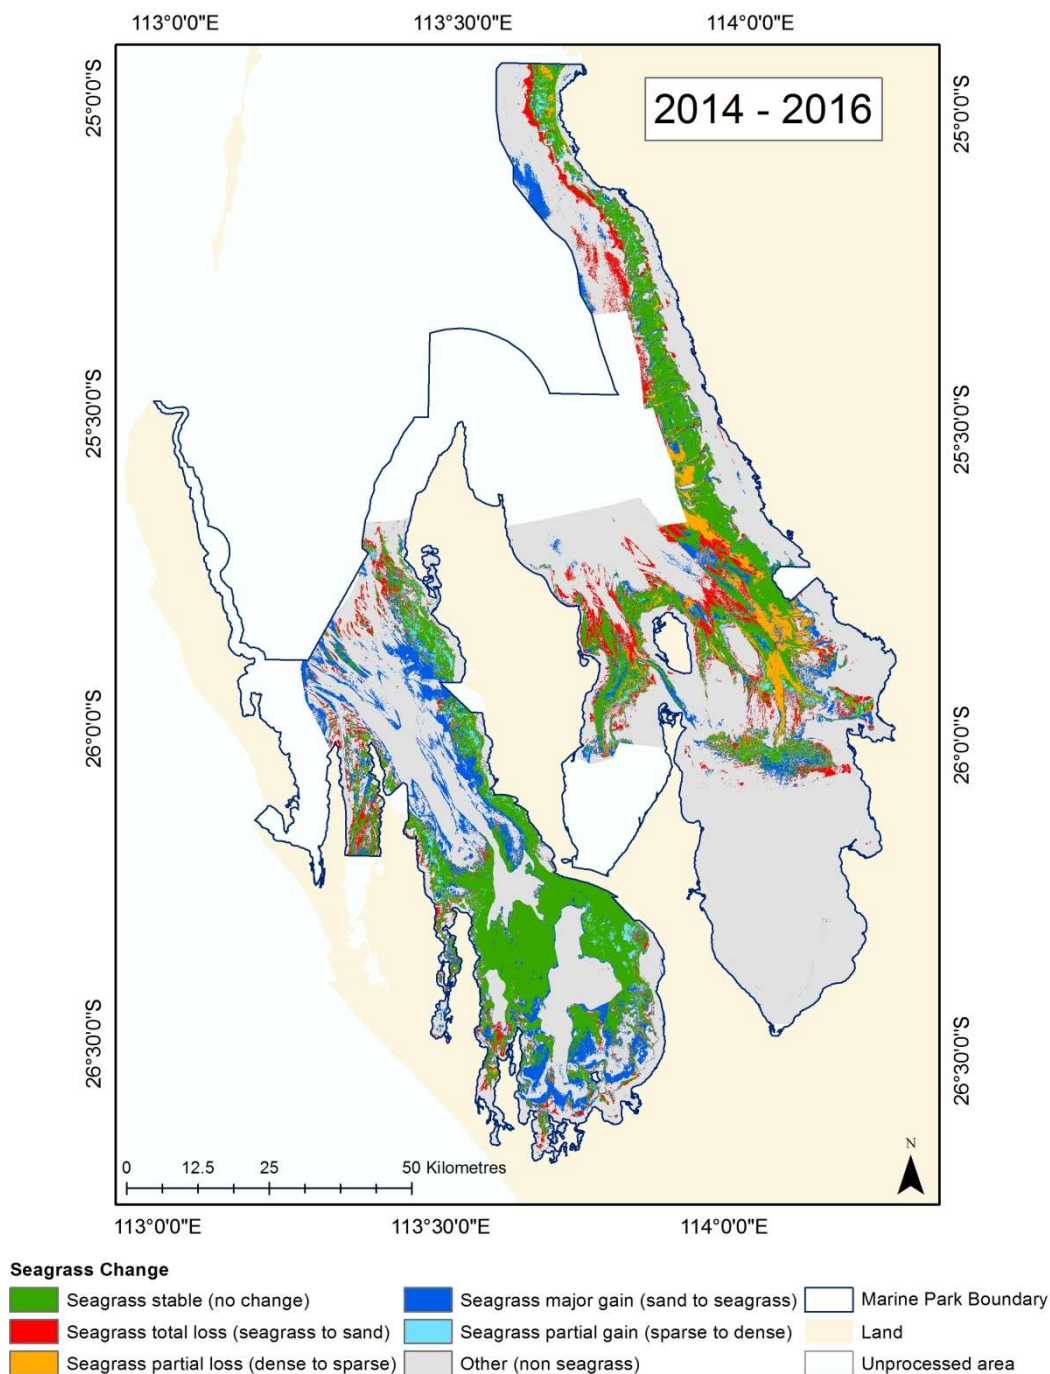 113°0'0"E 113°30'0"E 114°0'0"E
2014 - 2016
25°0'0"S 25°0'0"S
25°30'0"S 25°30'0"S
26°0'0"S 26°0'0"S
26°30'0"S 26°30'0"S
N
0 12.5 25 50 Kilometres
113°0'0"E 113°30'0"E 114°0'0"E
Seagrass Change
Seagrass stable (no change) Seagrass major gain (sand to seagrass) Marine Park Boundary
Seagrass total loss (seagrass to sand) Seagrass partial gain (sparse to dense) Land
Seagrass partial loss (dense to sparse) Other (non seagrass) Unprocessed area